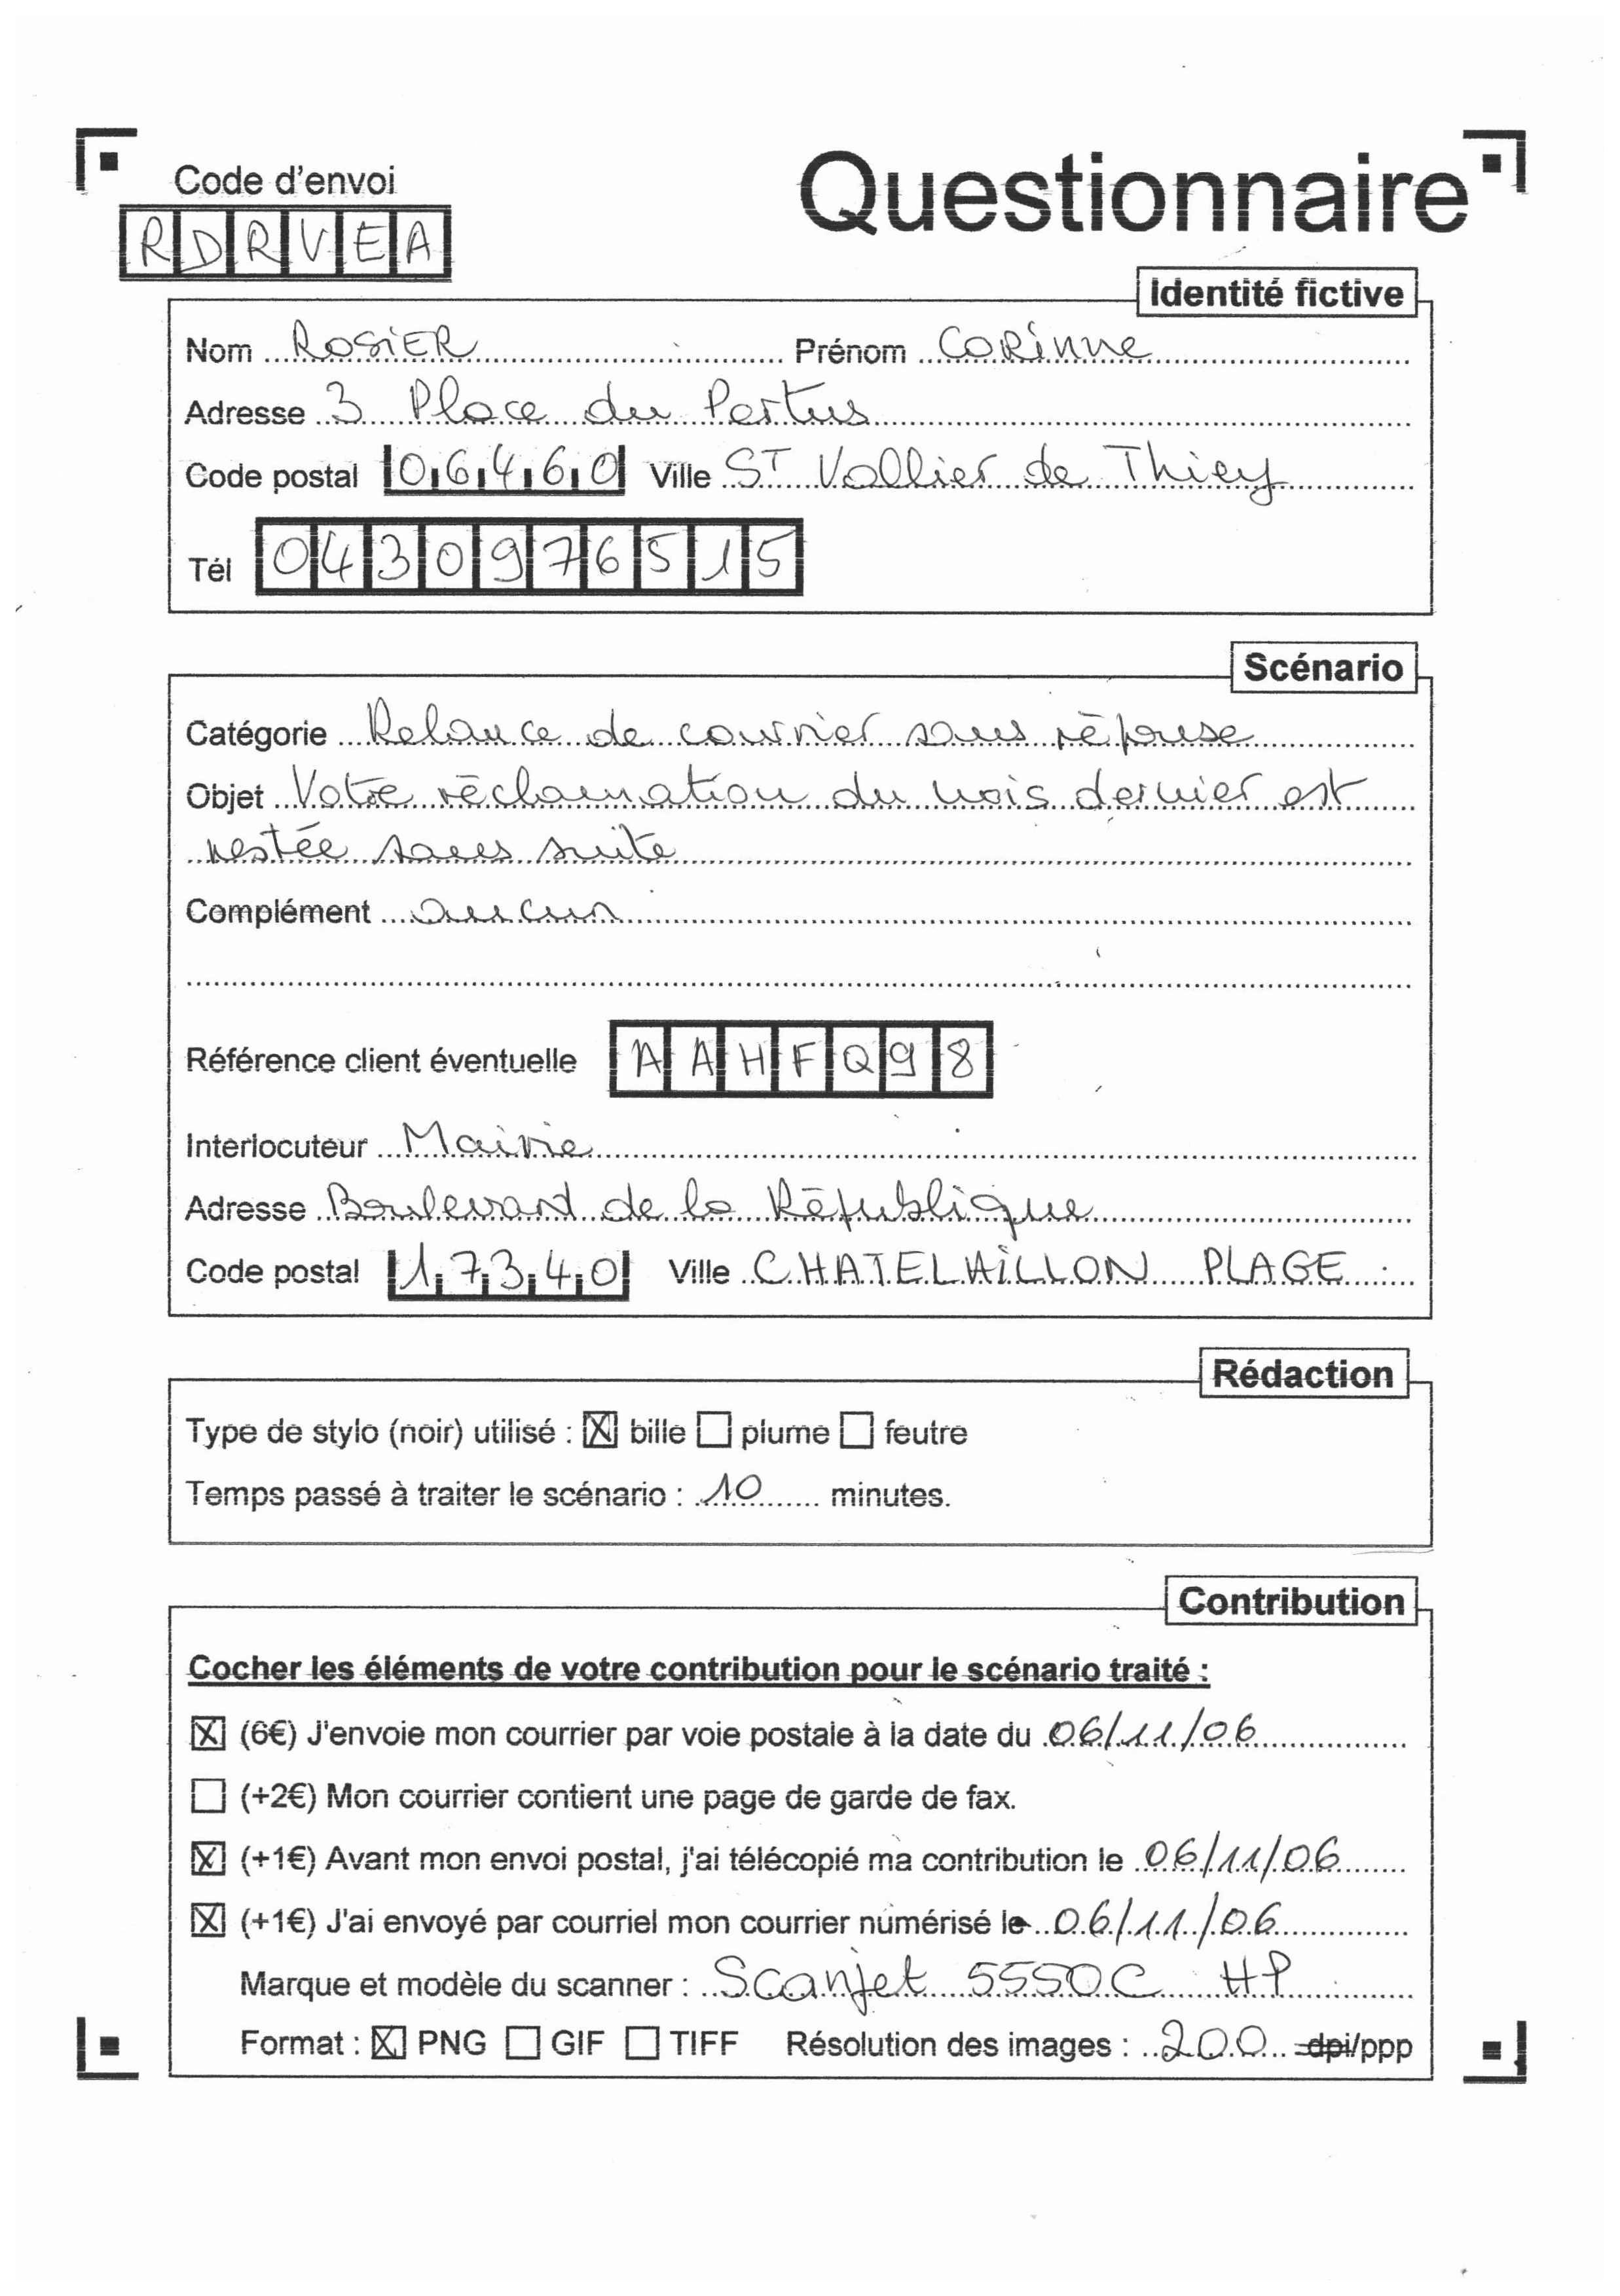 Code d'envoi
RDRVEA
Questionnaire
Identité fictive
Nom ROSIER Prénom CORINNE
Adresse 3 Place du Pertus
Code postal 06460 Ville ST Vallier de Thiey
Tél 0430976515
Scénario
Catégorie Relance de courrier sans réponse
Objet Votre réclamation du mois dernier est
restée sans suite
Complément aucun
Référence client éventuelle AAHFQ98
Interlocuteur Mairie
Adresse Boulevard de la République
Code postal 17340 Ville CHATELAILLON PLAGE
Rédaction
Type de stylo (noir) utilisé : ☒ bille ☐ plume ☐ feutre
Temps passé à traiter le scénario : 10 minutes.
Contribution
Cocher les éléments de votre contribution pour le scénario traité :
☒ (6€) J'envoie mon courrier par voie postale à la date du 06/11/06
☐ (+2€) Mon courrier contient une page de garde de fax.
☒ (+1€) Avant mon envoi postal, j'ai télécopié ma contribution le 06/11/06
☒ (+1€) J'ai envoyé par courriel mon courrier numérisé le 06/11/06
Marque et modèle du scanner : Scanjet 5550C HP
Format : ☒ PNG ☐ GIF ☐ TIFF Résolution des images : 200 dpi/ppp